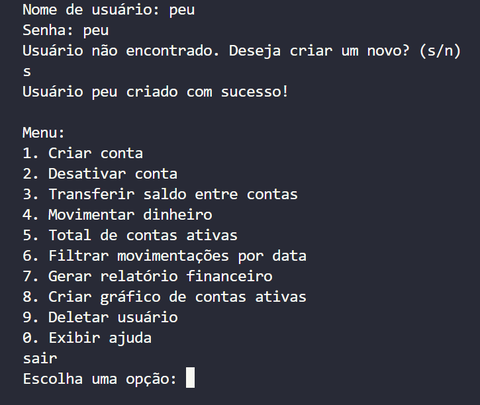 Nome de usuário: peu
Senha: peu
Usuário não encontrado. Deseja criar um novo? (s/n)
s
Usuário peu criado com sucesso!
Menu:
1. Criar conta
2. Desativar conta
3. Transferir saldo entre contas
4. Movimentar dinheiro
5. Total de contas ativas
6. Filtrar movimentações por data
7. Gerar relatório financeiro
8. Criar gráfico de contas ativas
9. Deletar usuário
0. Exibir ajuda
sair
Escolha uma opção: